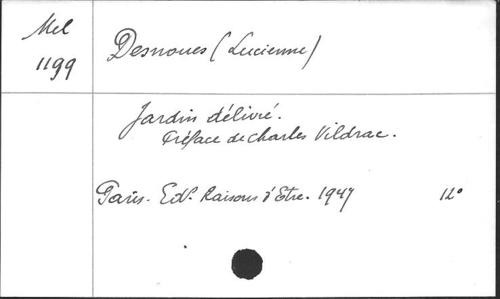 Mel
1199
Desnoues (Lucienne)
Jardin délivré.
Préface de Charles Vildrac.
Paris. Edns Raisons d'Etre. 1947 12°